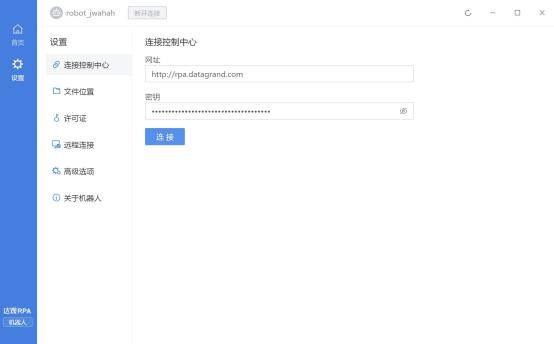 robot_jwahah 断开连接
首页
设置
设置
连接控制中心
文件位置
许可证
远程连接
高级选项
关于机器人
连接控制中心
网址
http://rpa.datagrand.com
密钥
连接
达观RPA
机器人